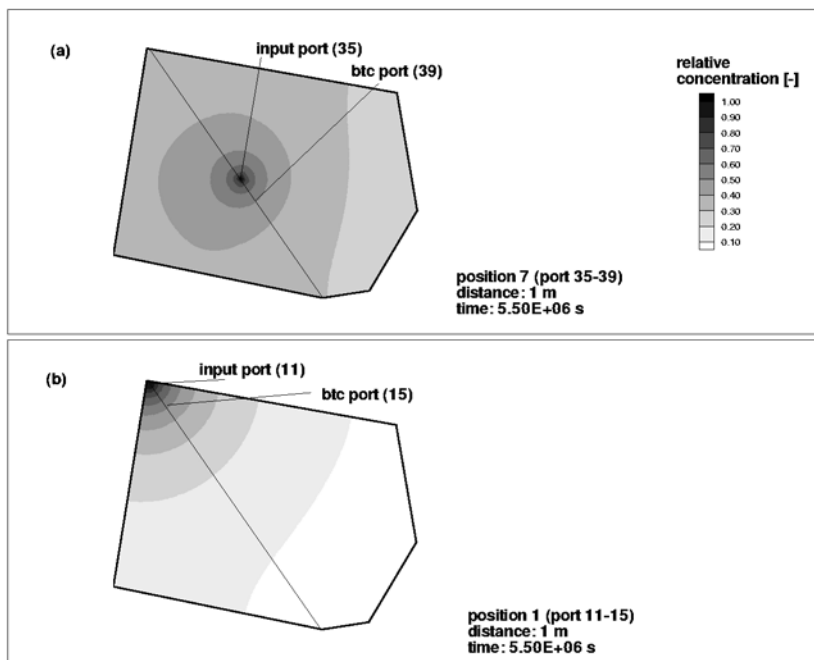 (a)
input port (35)
btc port (39)
relative
concentration [-]
1.00
0.90
0.80
0.70
0.60
0.50
0.40
0.30
0.20
0.10
position 7 (port 35-39)
distance: 1 m
time: 5.50E+06 s
(b)
input port (11)
btc port (15)
position 1 (port 11-15)
distance: 1 m
time: 5.50E+06 s